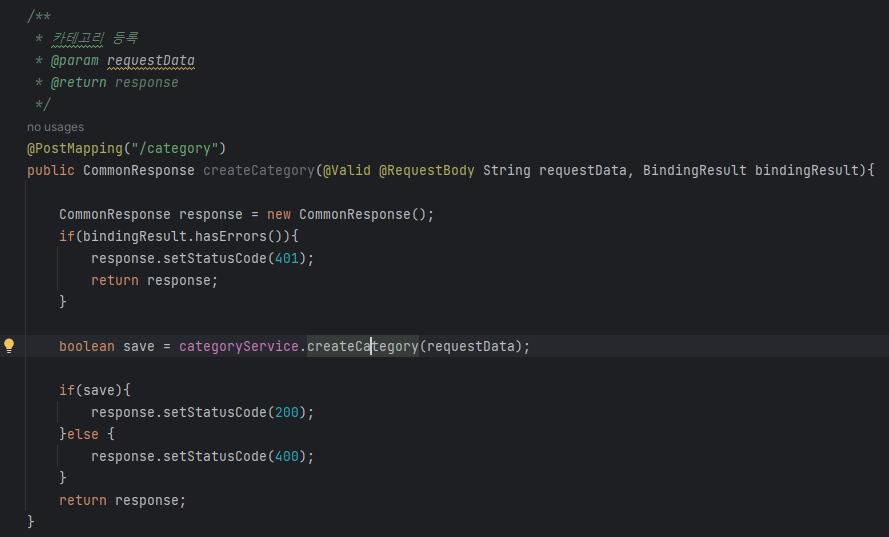 /**
 * 카테고리 등록
 * @param requestData
 * @return response
 */
no usages
@PostMapping("/category")
public CommonResponse createCategory(@Valid @RequestBody String requestData, BindingResult bindingResult){
CommonResponse response = new CommonResponse();
if(bindingResult.hasErrors()){
response.setStatusCode(401);
return response;
}
boolean save = categoryService.createCategory(requestData);
if(save){
response.setStatusCode(200);
}else {
response.setStatusCode(400);
}
return response;
}